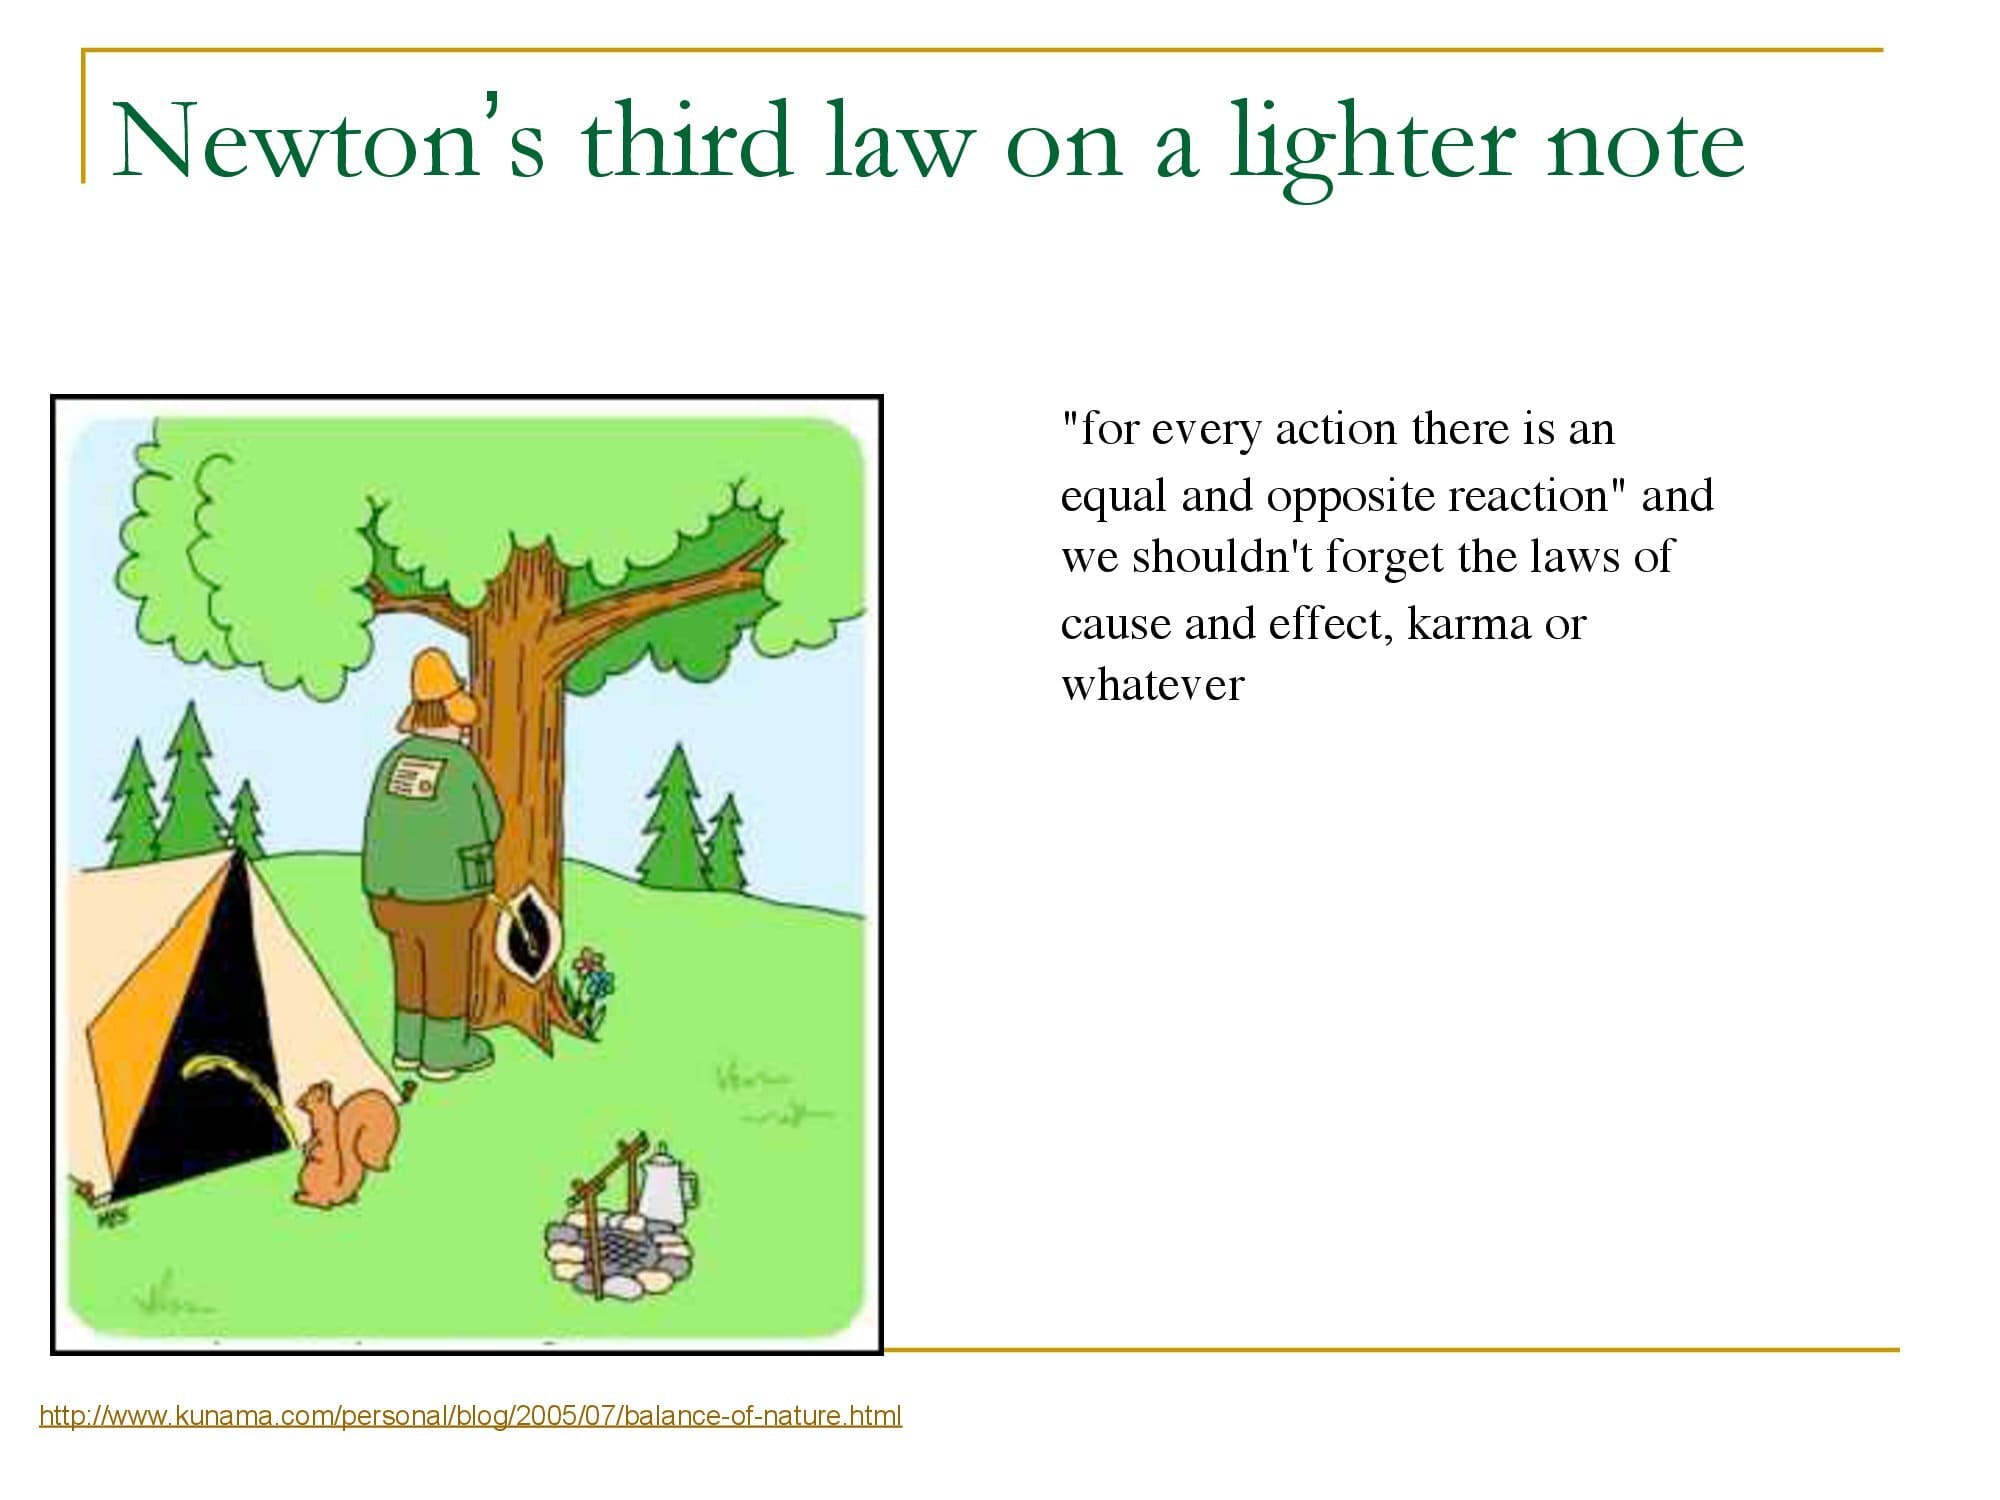 Newton’s third law on a lighter note
"for every action there is an
equal and opposite reaction" and
we shouldn't forget the laws of
cause and effect, karma or
whatever
http://www.kunama.com/personal/blog/2005/07/balance-of-nature.html